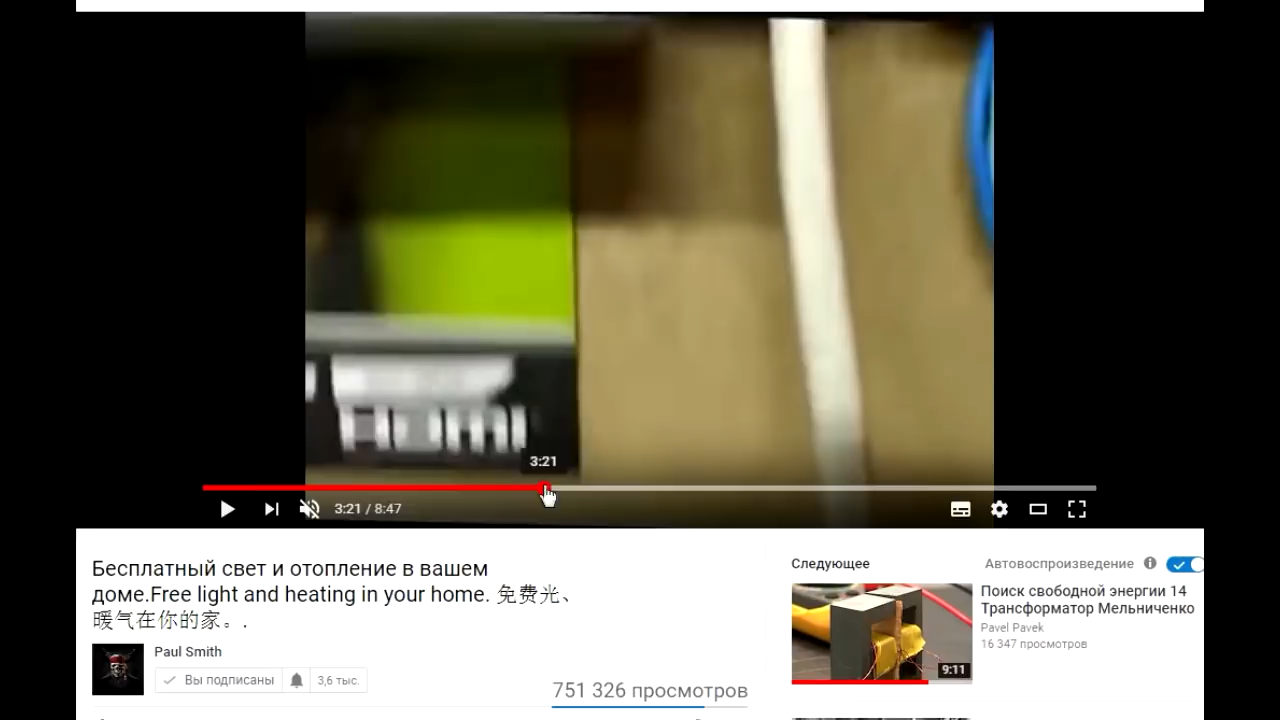 3:21
3:21 / 8:47
Бесплатный свет и отопление в вашем
доме.Free light and heating in your home. 免费光、
暖气在你的家。.
Paul Smith
Вы подписаны
3,6 тыс.
751 326 просмотров
Следующее
Автовоспроизведение
Поиск свободной энергии 14
Трансформатор Мельниченко
Pavel Pavek
16 347 просмотров
9:11